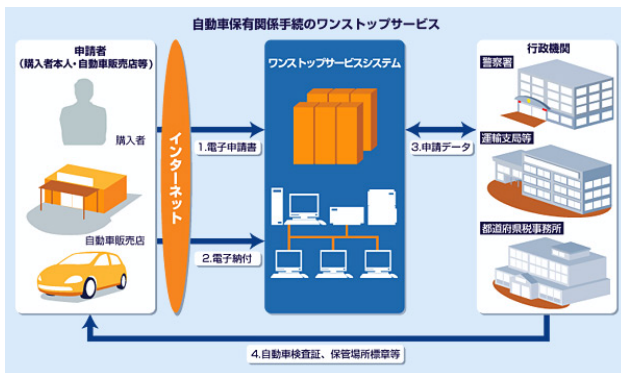 自動車保有関係手続のワンストップサービス
申請者
（購入者本人・自動車販売店等）
購入者
自動車販売店
インターネット
1.電子申請書
2.電子納付
ワンストップサービスシステム
3.申請データ
行政機関
警察署
運輸支局等
都道府県税事務所
4.自動車検査証、保管場所標章等